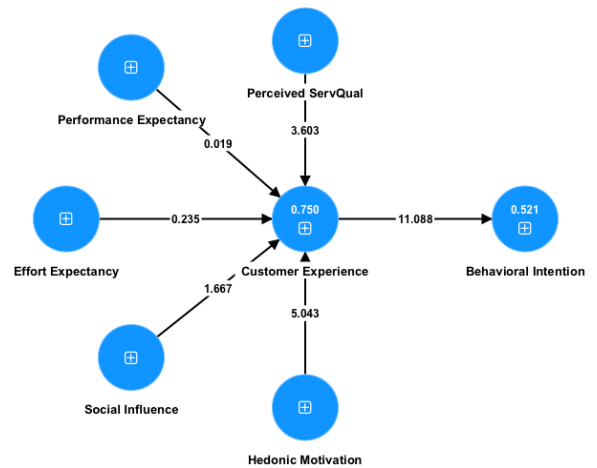 Perceived ServQual
Performance Expectancy
3.603
0.019
0.750
0.521
0.235
11.088
Effort Expectancy
Customer Experience
Behavioral Intention
1.667
5.043
Social Influence
Hedonic Motivation